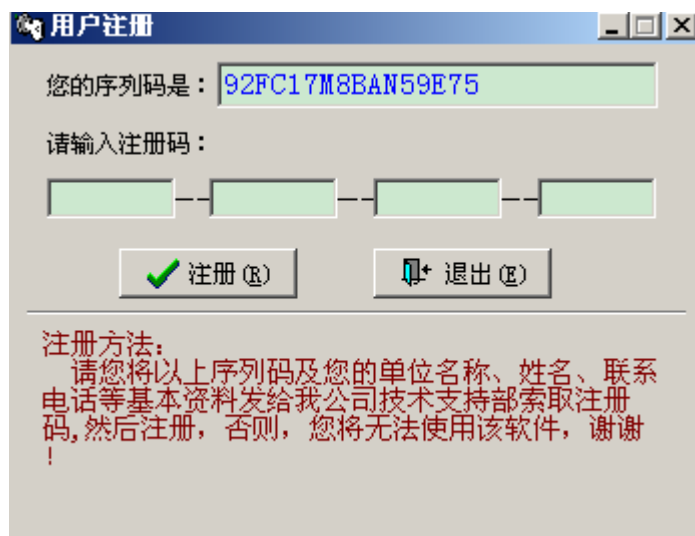 用户注册
您的序列码是：92FC17M8BAN59E75
请输入注册码：
-- -- --
注册(R) 退出(E)
注册方法：
请您将以上序列码及您的单位名称、姓名、联系
电话等基本资料发给我公司技术支持部索取注册
码,然后注册，否则，您将无法使用该软件，谢谢
！